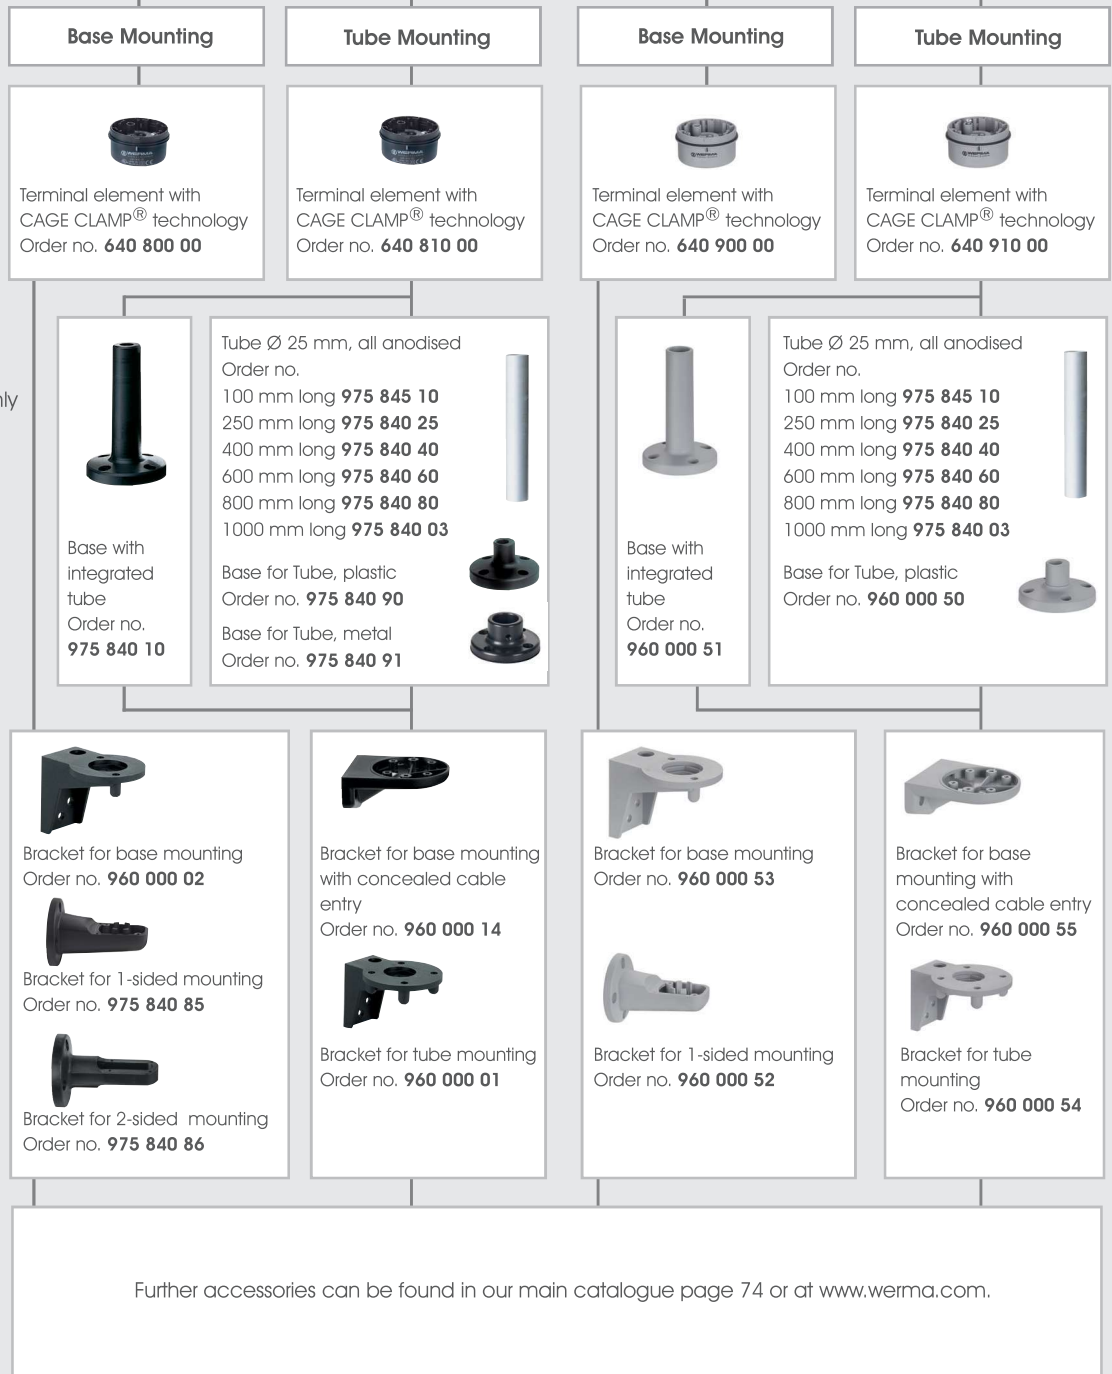 Base Mounting
Tube Mounting
Base Mounting
Tube Mounting
WERMA
Terminal element with
CAGE CLAMP® technology
Order no. 640 800 00
WERMA
Terminal element with
CAGE CLAMP® technology
Order no. 640 810 00
WERMA
Terminal element with
CAGE CLAMP® technology
Order no. 640 900 00
WERMA
Terminal element with
CAGE CLAMP® technology
Order no. 640 910 00
Base with
integrated
tube
Order no.
975 840 10
Tube Ø 25 mm, all anodised
Order no.
100 mm long 975 845 10
250 mm long 975 840 25
400 mm long 975 840 40
600 mm long 975 840 60
800 mm long 975 840 80
1000 mm long 975 840 03
Base for Tube, plastic
Order no. 975 840 90
Base for Tube, metal
Order no. 975 840 91
Base with
integrated
tube
Order no.
960 000 51
Tube Ø 25 mm, all anodised
Order no.
100 mm long 975 845 10
250 mm long 975 840 25
400 mm long 975 840 40
600 mm long 975 840 60
800 mm long 975 840 80
1000 mm long 975 840 03
Base for Tube, plastic
Order no. 960 000 50
Bracket for base mounting
Order no. 960 000 02
Bracket for 1-sided mounting
Order no. 975 840 85
Bracket for 2-sided mounting
Order no. 975 840 86
Bracket for base mounting
with concealed cable
entry
Order no. 960 000 14
Bracket for tube mounting
Order no. 960 000 01
Bracket for base mounting
Order no. 960 000 53
Bracket for 1-sided mounting
Order no. 960 000 52
Bracket for base
mounting with
concealed cable entry
Order no. 960 000 55
Bracket for tube
mounting
Order no. 960 000 54
Further accessories can be found in our main catalogue page 74 or at www.werma.com.